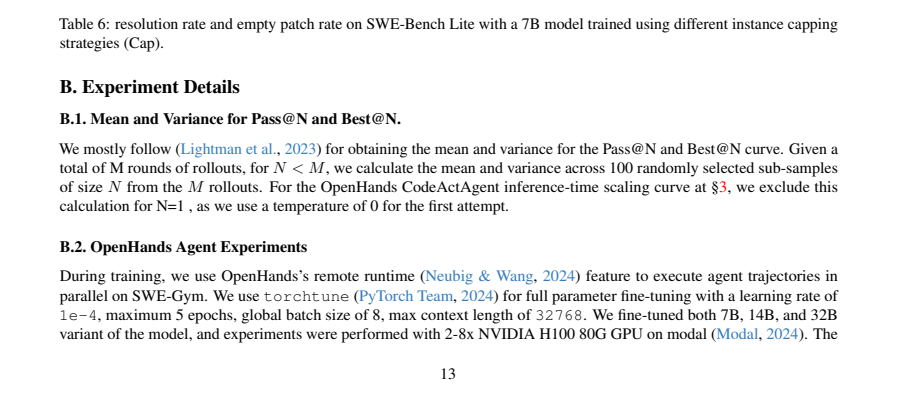 Table 6: resolution rate and empty patch rate on SWE-Bench Lite with a 7B model trained using different instance capping
strategies (Cap).
B. Experiment Details
B.1. Mean and Variance for Pass@N and Best@N.
We mostly follow (Lightman et al., 2023) for obtaining the mean and variance for the Pass@N and Best@N curve. Given a
total of M rounds of rollouts, for N < M, we calculate the mean and variance across 100 randomly selected sub-samples
of size N from the M rollouts. For the OpenHands CodeActAgent inference-time scaling curve at §3, we exclude this
calculation for N=1 , as we use a temperature of 0 for the first attempt.
B.2. OpenHands Agent Experiments
During training, we use OpenHands's remote runtime (Neubig & Wang, 2024) feature to execute agent trajectories in
parallel on SWE-Gym. We use torchtune (PyTorch Team, 2024) for full parameter fine-tuning with a learning rate of
1e-4, maximum 5 epochs, global batch size of 8, max context length of 32768. We fine-tuned both 7B, 14B, and 32B
variant of the model, and experiments were performed with 2-8x NVIDIA H100 80G GPU on modal (Modal, 2024). The
13